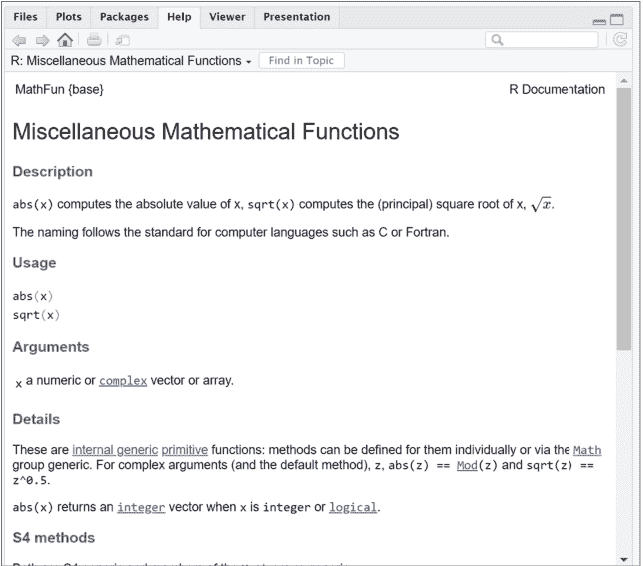 Files Plots Packages Help Viewer Presentation
R: Miscellaneous Mathematical Functions Find in Topic
MathFun {base} R Documentation
Miscellaneous Mathematical Functions
Description
abs(x) computes the absolute value of x, sqrt(x) computes the (principal) square root of x, √x.
The naming follows the standard for computer languages such as C or Fortran.
Usage
abs(x)
sqrt(x)
Arguments
x a numeric or complex vector or array.
Details
These are internal generic primitive functions: methods can be defined for them individually or via the Math
group generic. For complex arguments (and the default method), z, abs(z) == Mod(z) and sqrt(z) ==
z^0.5.
abs(x) returns an integer vector when x is integer or logical.
S4 methods